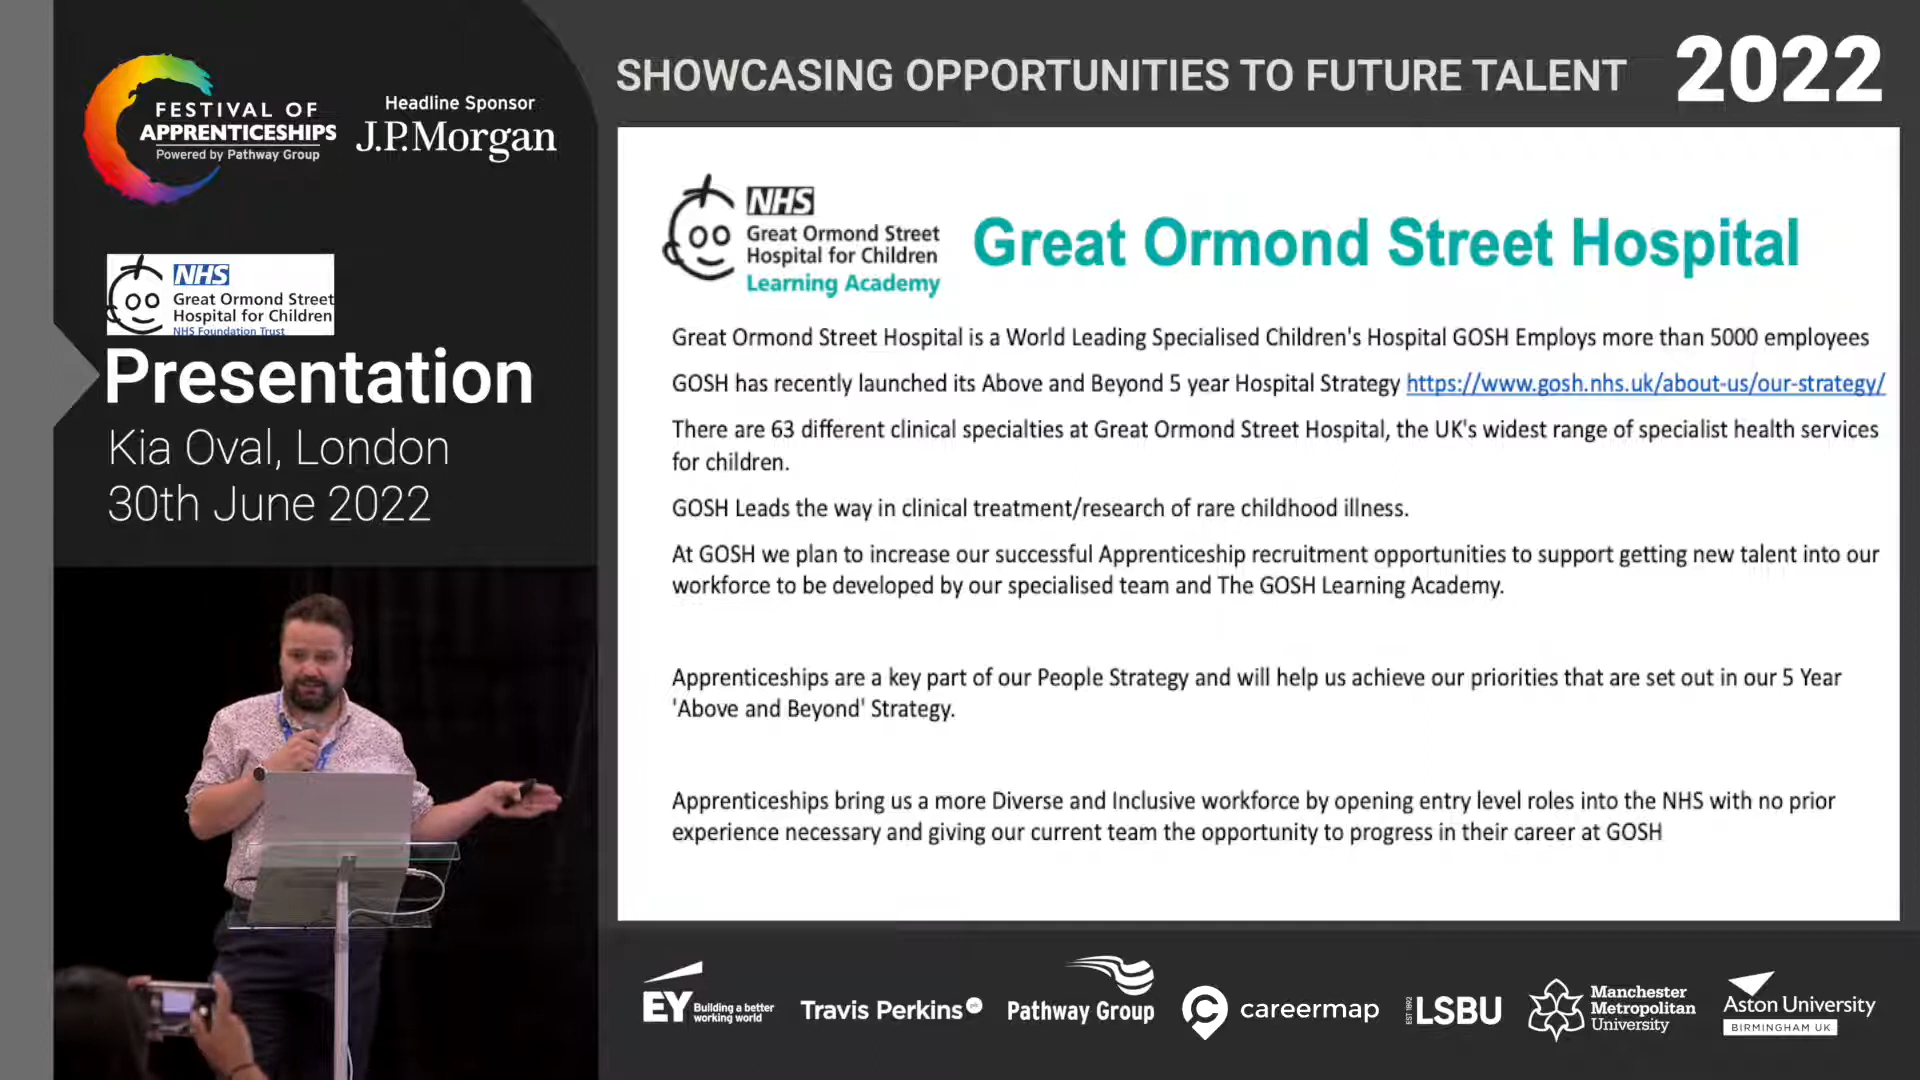 FESTIVAL OF
APPRENTICESHIPS
Powered by Pathway Group
Headline Sponsor
J.P.Morgan
SHOWCASING OPPORTUNITIES TO FUTURE TALENT 2022
NHS
Great Ormond Street
Hospital for Children
NHS Foundation Trust
Presentation
Kia Oval, London
30th June 2022
NHS
Great Ormond Street
Hospital for Children
Learning Academy
Great Ormond Street Hospital
Great Ormond Street Hospital is a World Leading Specialised Children's Hospital GOSH Employs more than 5000 employees
GOSH has recently launched its Above and Beyond 5 year Hospital Strategy https://www.gosh.nhs.uk/about-us/our-strategy/
There are 63 different clinical specialties at Great Ormond Street Hospital, the UK's widest range of specialist health services
for children.
GOSH Leads the way in clinical treatment/research of rare childhood illness.
At GOSH we plan to increase our successful Apprenticeship recruitment opportunities to support getting new talent into our
workforce to be developed by our specialised team and The GOSH Learning Academy.
Apprenticeships are a key part of our People Strategy and will help us achieve our priorities that are set out in our 5 Year
'Above and Beyond' Strategy.
Apprenticeships bring us a more Diverse and Inclusive workforce by opening entry level roles into the NHS with no prior
experience necessary and giving our current team the opportunity to progress in their career at GOSH
EY Building a better
working world
Travis Perkins plc
Pathway Group
careermap
EST 1892 LSBU
Manchester
Metropolitan
University
Aston University
BIRMINGHAM UK